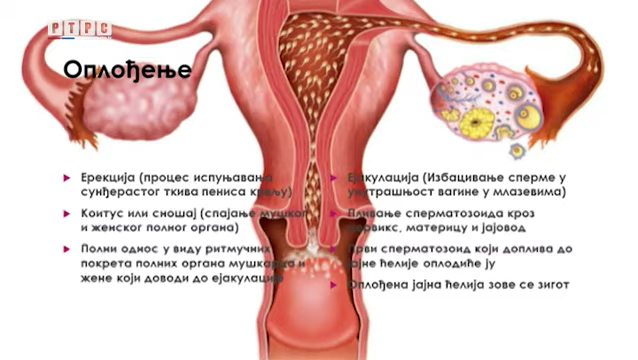 РТРС
Оплођење
Ерекција (процес испуњавања
сунђерастог ткива пениса крвљу)
Коитус или сношај (спајање мушког
и женског полног органа)
Полни однос у виду ритмучних
покрета полних органа мушкарца и
жене који доводи до ејакулације
Ејакулација (Избацивање сперме у
унутрашњост вагине у млазевима)
Пливање сперматозоида кроз
цервикс, материцу и јајовод
Први сперматозоид који доплива до
јајне ћелије оплодиће ју
Оплођена јајна ћелија зове се зигот